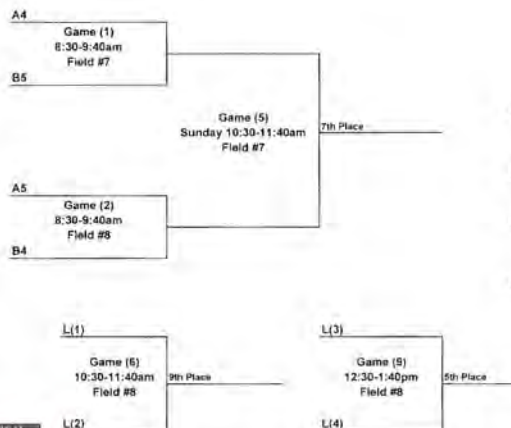 A4
Game (1)
8:30-9:40am
Field #7
B5
Game (5)
Sunday 10:30-11:40am
Field #7
7th Place
A5
Game (2)
8:30-9:40am
Field #8
B4
L(1)
Game (6)
10:30-11:40am
Field #8
9th Place
L(2)
L(3)
Game (9)
12:30-1:40pm
Field #8
5th Place
L(4)